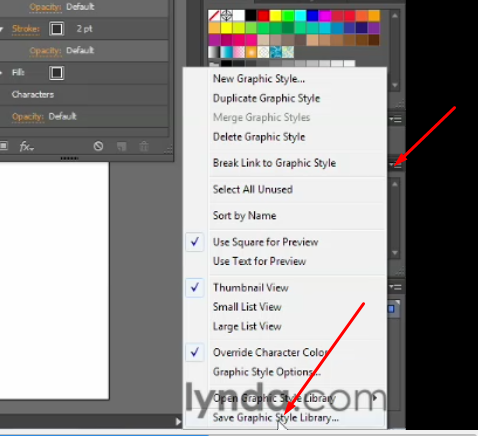 Opacity: Default
Stroke: 2 pt
Opacity: Default
Fill:
Characters
Opacity: Default
fx.
New Graphic Style...
Duplicate Graphic Style
Merge Graphic Styles
Delete Graphic Style
Break Link to Graphic Style
Select All Unused
Sort by Name
Use Square for Preview
Use Text for Preview
Thumbnail View
Small List View
Large List View
Override Character Color
Graphic Style Options...
Open Graphic Style Library
lynda.com
Save Graphic Style Library...